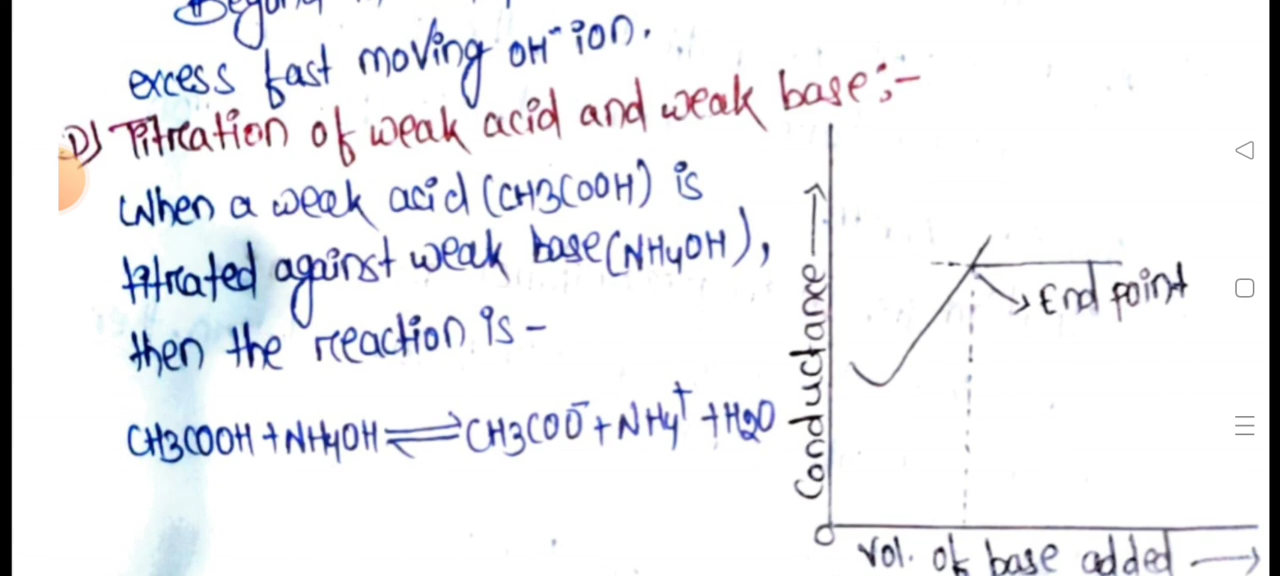 excess fast moving OH⁻ ion.
D) Titration of weak acid and weak base:-
When a weak acid (CH3COOH) is
titrated against weak base (NH4OH),
then the reaction is -
CH3COOH + NH4OH ⇌ CH3COO⁻ + NH4⁺ + H2O
Conductance →
End point
O
Vol. of base added →